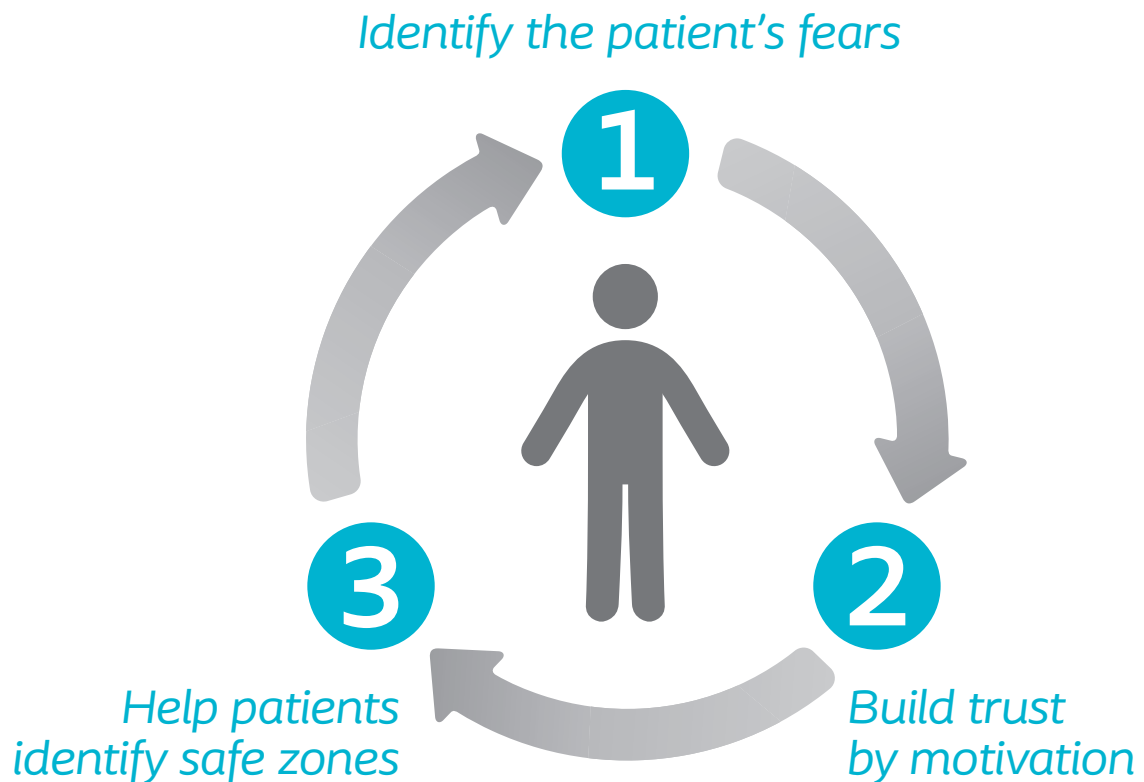 Identify the patient’s fears
1
2
Build trust
by motivation
3
Help patients
identify safe zones